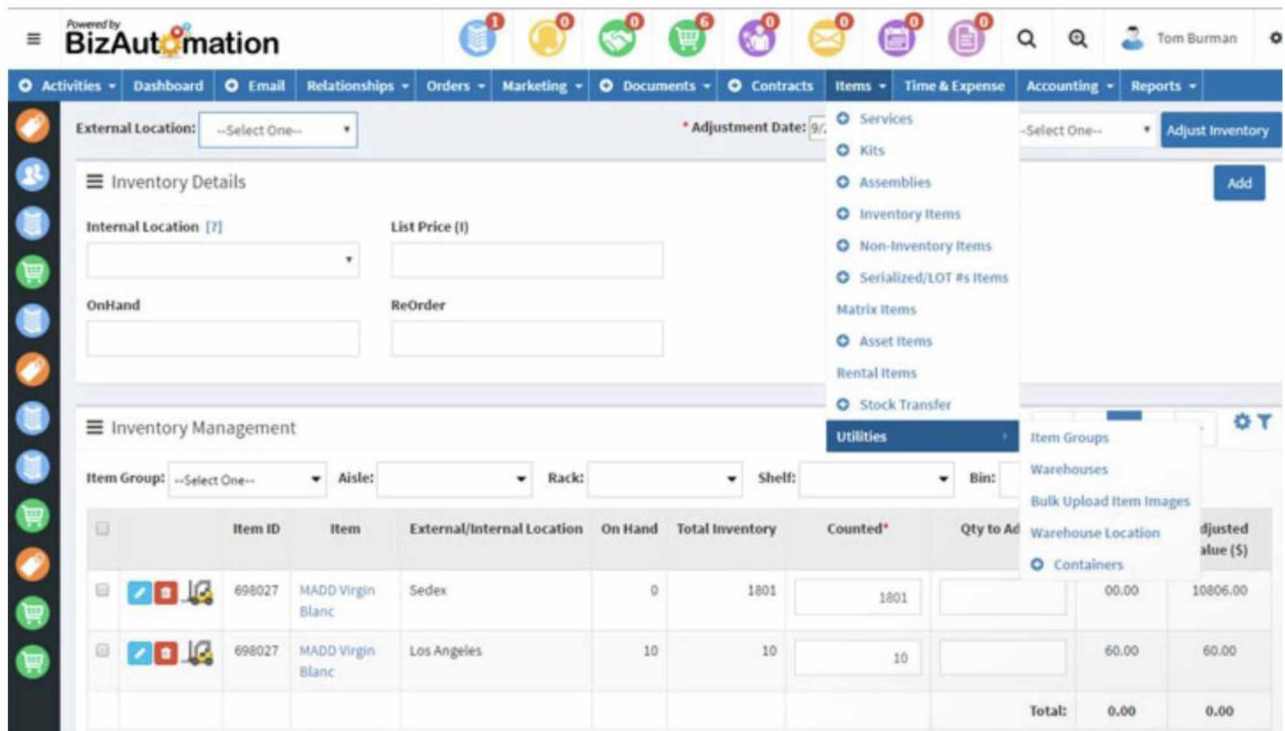 Powered by
BizAutomation
1 0 0 6 0 0 0 0
Tom Burman
Activities Dashboard Email Relationships Orders Marketing Documents Contracts Items Time & Expense Accounting Reports
External Location: --Select One-- * Adjustment Date: -Select One-- Adjust Inventory
Services
Kits
Assemblies
Inventory Items
Non-Inventory Items
Serialized/LOT #s Items
Matrix Items
Asset Items
Rental Items
Stock Transfer
Utilities
Item Groups
Warehouses
Bulk Upload Item Images
Warehouse Location
Containers
Inventory Details Add
Internal Location [?] List Price (I)
OnHand ReOrder
Inventory Management
Item Group: --Select One-- Aisle: Rack: Shelf: Bin:
Item ID Item External/Internal Location On Hand Total Inventory Counted* Qty to Ad djusted
alue ($)
698027 MADD Virgin Sedex 0 1801 1801 00.00 10806.00
Blanc
698027 MADD Virgin Los Angeles 10 10 10 60.00 60.00
Blanc
Total: 0.00 0.00